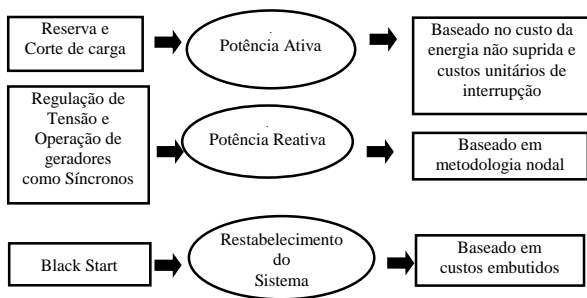 Reserva e
Corte de carga
Potência Ativa
Baseado no custo da
energia não suprida e
custos unitários de
interrupção
Regulação de
Tensão e
Operação de
geradores
como Síncronos
Potência Reativa
Baseado em
metodologia nodal
Black Start
Restabelecimento
do
Sistema
Baseado em
custos embutidos